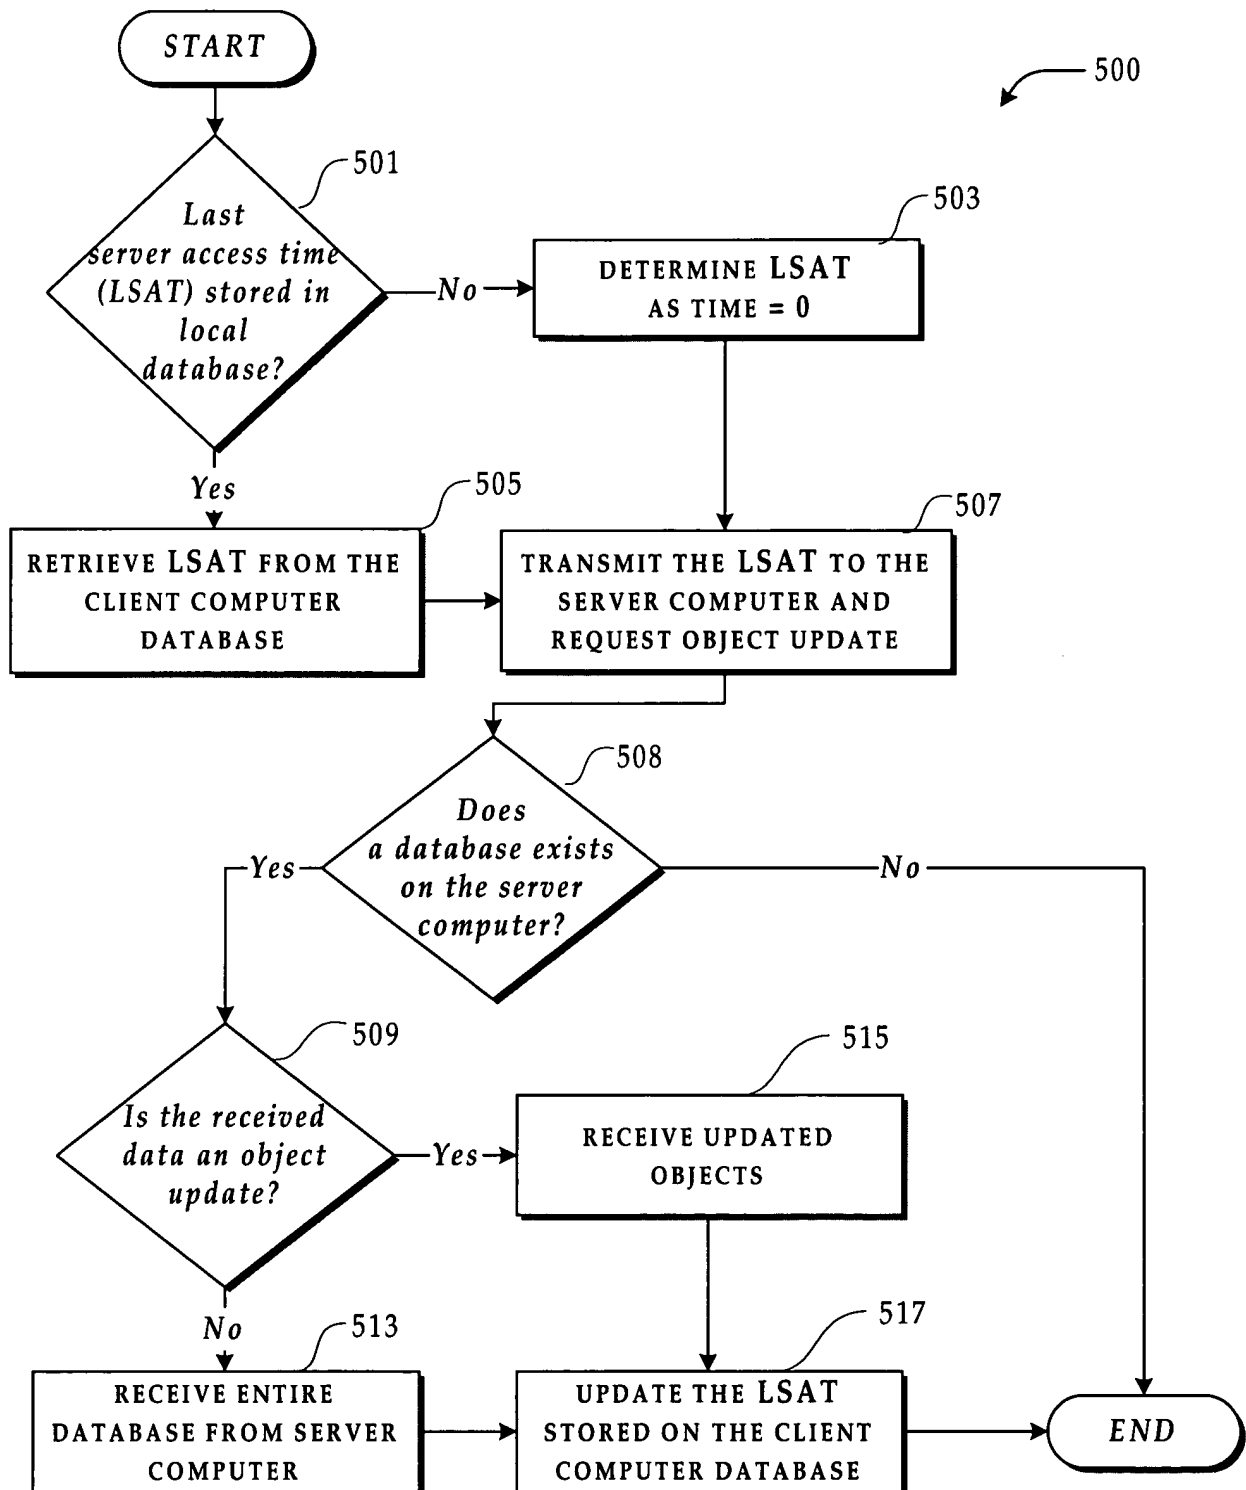 START
500
501
Last
server access time
(LSAT) stored in
local
database?
No
503
DETERMINE LSAT
AS TIME = 0
Yes
505
RETRIEVE LSAT FROM THE
CLIENT COMPUTER
DATABASE
507
TRANSMIT THE LSAT TO THE
SERVER COMPUTER AND
REQUEST OBJECT UPDATE
508
Does
a database exists
on the server
computer?
Yes
No
509
Is the received
data an object
update?
Yes
515
RECEIVE UPDATED
OBJECTS
No
513
RECEIVE ENTIRE
DATABASE FROM SERVER
COMPUTER
517
UPDATE THE LSAT
STORED ON THE CLIENT
COMPUTER DATABASE
END